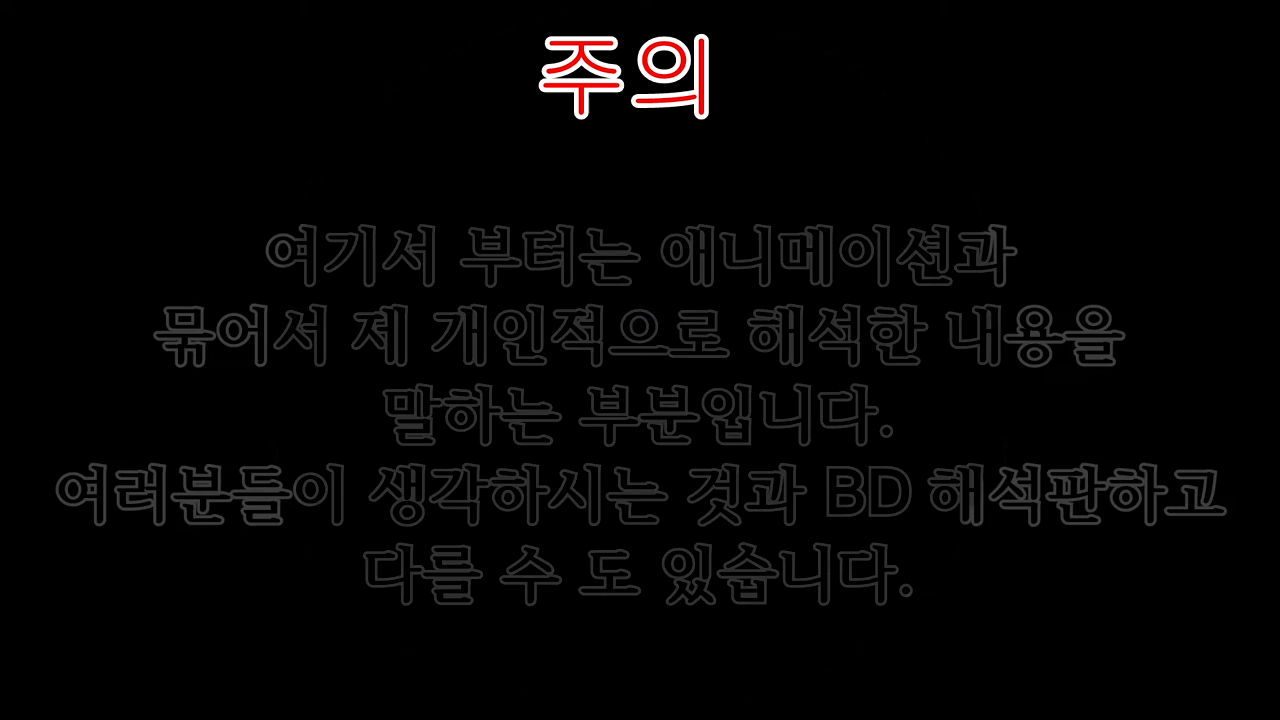 주의
여기서 부터는 애니메이션과
묶어서 제 개인적으로 해석한 내용을
말하는 부분입니다.
여러분들이 생각하시는 것과 BD 해석판하고
다를 수 도 있습니다.